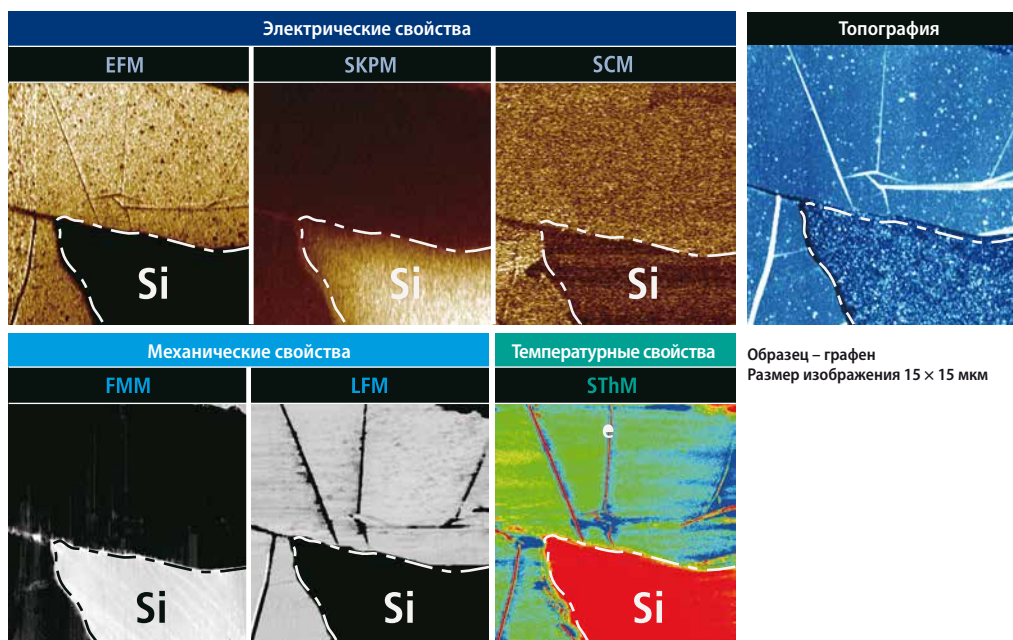 Электрические свойства
EFM
SKPM
SCM
Si
Si
Si
Топография
Механические свойства
FMM
LFM
Si
Si
Температурные свойства
SThM
e
Si
Образец – графен
Размер изображения 15 × 15 мкм